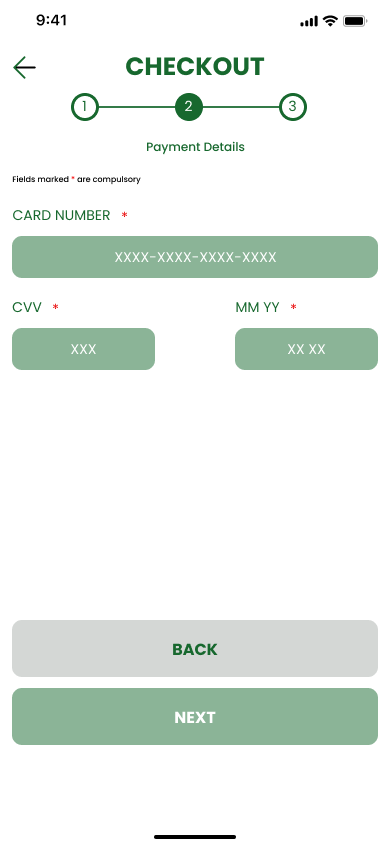 9:41
CHECKOUT
1 2 3
Payment Details
Fields marked * are compulsory
CARD NUMBER *
XXXX-XXXX-XXXX-XXXX
CVV * MM YY *
XXX XX XX
BACK
NEXT